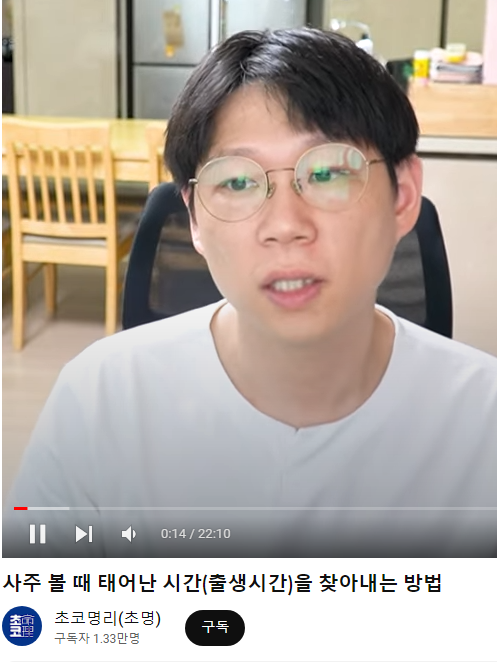 0:14 / 22:10
사주 볼 때 태어난 시간(출생시간)을 찾아내는 방법
초코
초코명리(초명)
구독자 1.33만명
구독